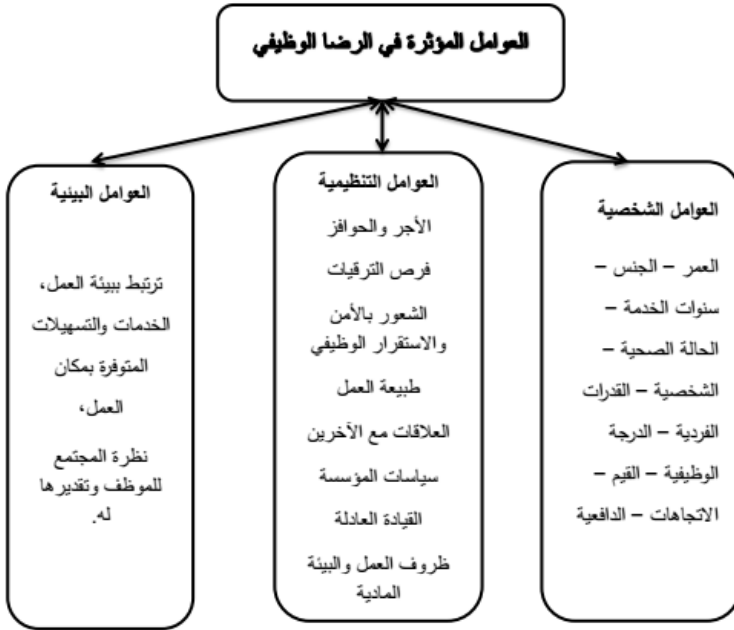 العوامل المؤثرة في الرضا الوظيفي
العوامل الشخصية
العمر – الجنس –
سنوات الخدمة –
الحالة الصحية –
الشخصية – القدرات
الفردية – الدرجة
الوظيفية – القيم –
الاتجاهات – الدافعية
العوامل التنظيمية
الأجر والحوافز
فرص الترقيات
الشعور بالأمن
والاستقرار الوظيفي
طبيعة العمل
العلاقات مع الآخرين
سياسات المؤسسة
القيادة العادلة
ظروف العمل والبيئة
المادية
العوامل البيئية
ترتبط ببيئة العمل،
الخدمات والتسهيلات
المتوفرة بمكان
العمل،
نظرة المجتمع
للموظف وتقديرها
له.